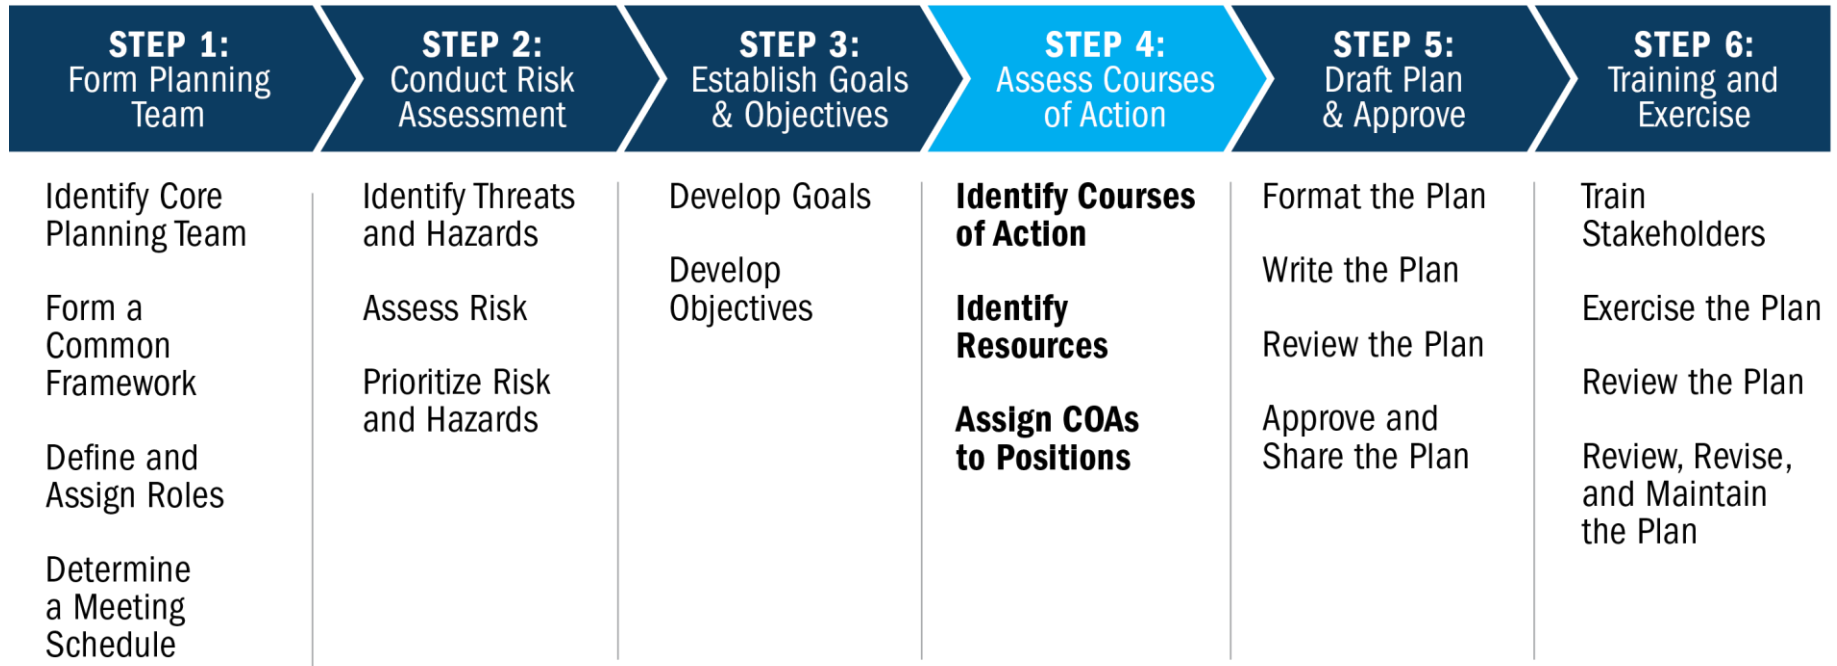 STEP 1:
Form Planning
Team
STEP 2:
Conduct Risk
Assessment
STEP 3:
Establish Goals
& Objectives
STEP 4:
Assess Courses
of Action
STEP 5:
Draft Plan
& Approve
STEP 6:
Training and
Exercise
Identify Core
Planning Team
Form a
Common
Framework
Define and
Assign Roles
Determine
a Meeting
Schedule
Identify Threats
and Hazards
Assess Risk
Prioritize Risk
and Hazards
Develop Goals
Develop
Objectives
Identify Courses
of Action
Identify
Resources
Assign COAs
to Positions
Format the Plan
Write the Plan
Review the Plan
Approve and
Share the Plan
Train
Stakeholders
Exercise the Plan
Review the Plan
Review, Revise,
and Maintain
the Plan